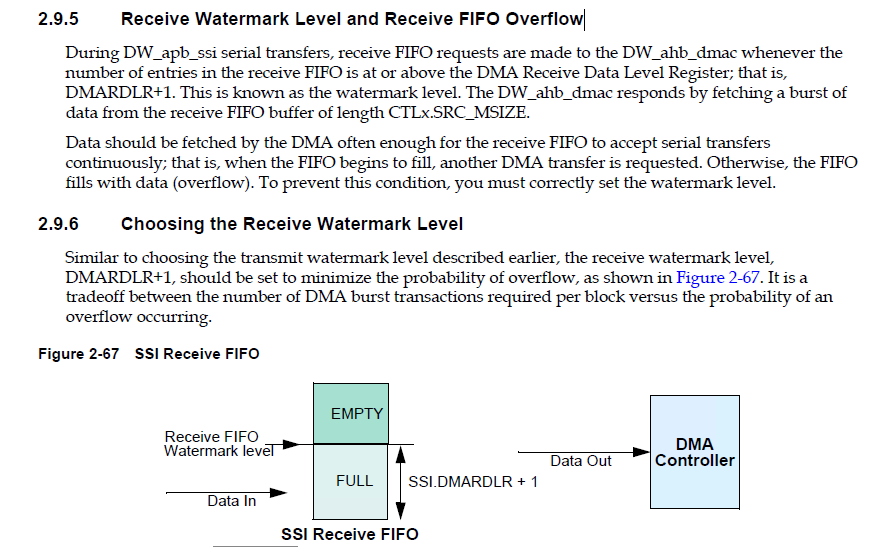 2.9.5 Receive Watermark Level and Receive FIFO Overflow
During DW_apb_ssi serial transfers, receive FIFO requests are made to the DW_ahb_dmac whenever the
number of entries in the receive FIFO is at or above the DMA Receive Data Level Register; that is,
DMARDLR+1. This is known as the watermark level. The DW_ahb_dmac responds by fetching a burst of
data from the receive FIFO buffer of length CTLx.SRC_MSIZE.
Data should be fetched by the DMA often enough for the receive FIFO to accept serial transfers
continuously; that is, when the FIFO begins to fill, another DMA transfer is requested. Otherwise, the FIFO
fills with data (overflow). To prevent this condition, you must correctly set the watermark level.
2.9.6 Choosing the Receive Watermark Level
Similar to choosing the transmit watermark level described earlier, the receive watermark level,
DMARDLR+1, should be set to minimize the probability of overflow, as shown in Figure 2-67. It is a
tradeoff between the number of DMA burst transactions required per block versus the probability of an
overflow occurring.
Figure 2-67 SSI Receive FIFO
EMPTY
Receive FIFO
Watermark level
FULL
SSI.DMARDLR + 1
Data In
Data Out
DMA
Controller
SSI Receive FIFO